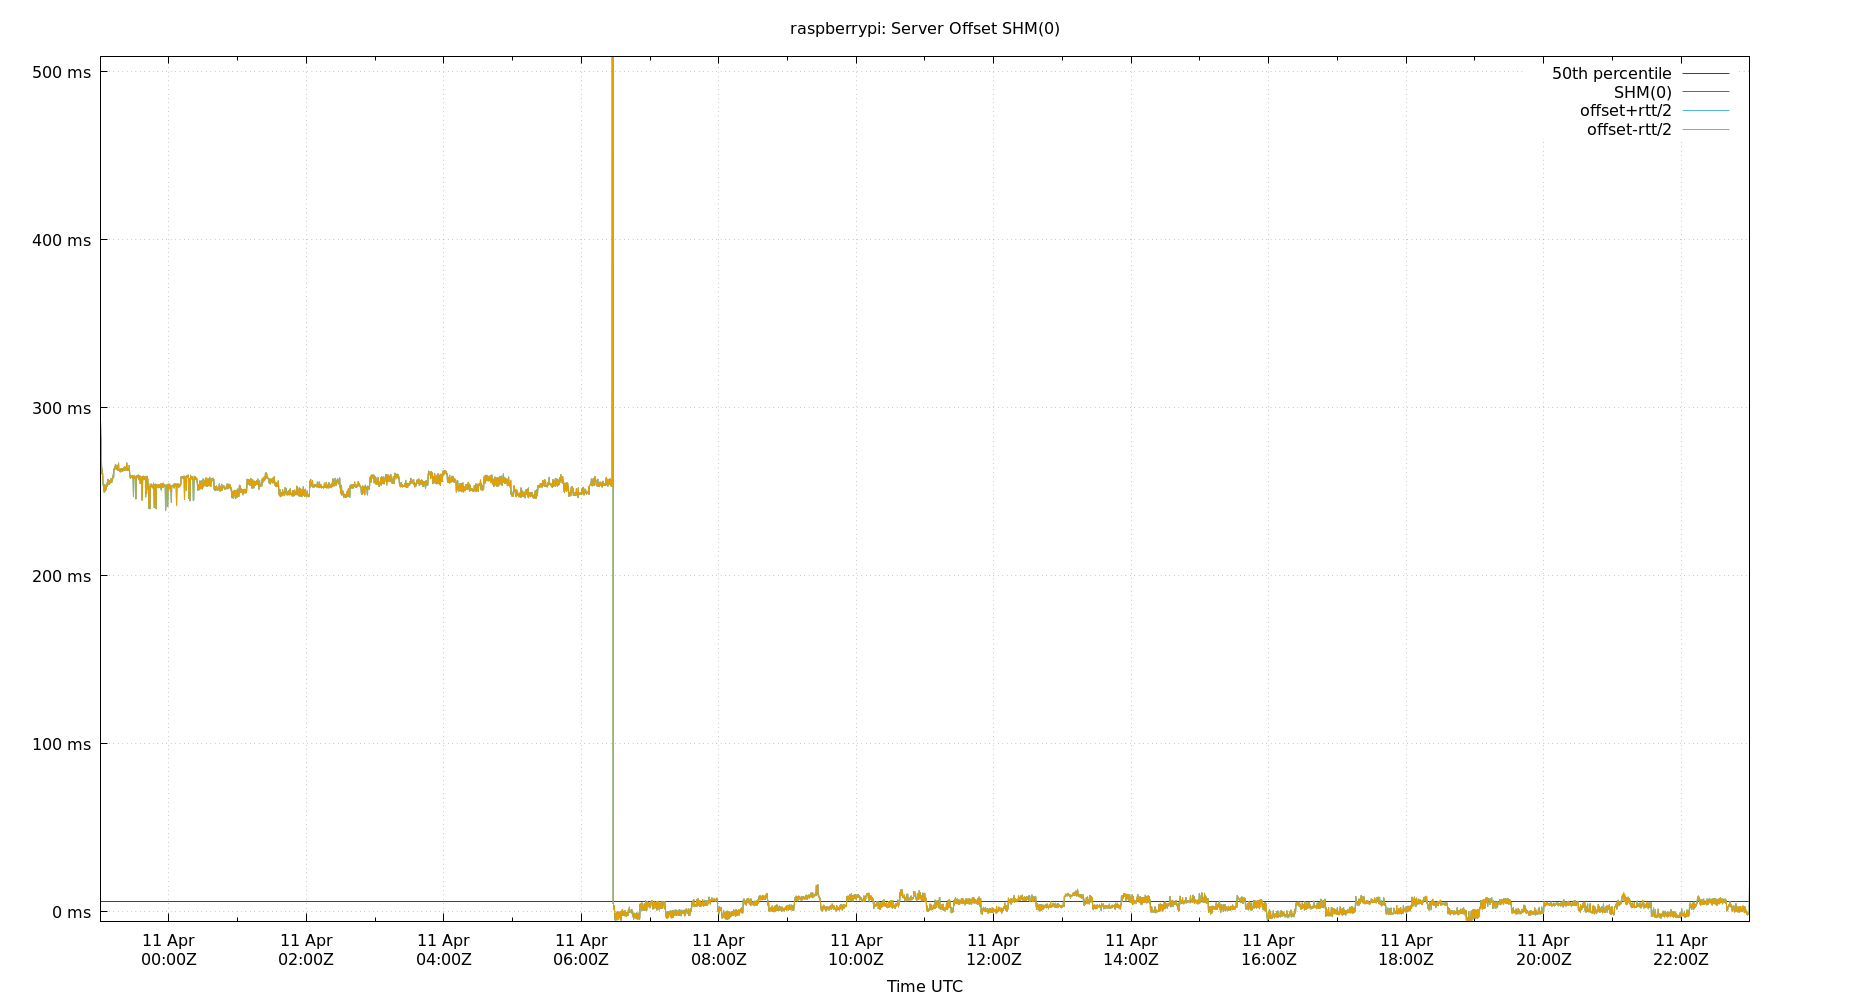 raspberrypi: Server Offset SHM(0)
50th percentile
SHM(0)
offset+rtt/2
offset-rtt/2
500 ms
400 ms
300 ms
200 ms
100 ms
0 ms
11 Apr 11 Apr 11 Apr 11 Apr 11 Apr 11 Apr 11 Apr 11 Apr 11 Apr 11 Apr 11 Apr 11 Apr
00:00Z 02:00Z 04:00Z 06:00Z 08:00Z 10:00Z 12:00Z 14:00Z 16:00Z 18:00Z 20:00Z 22:00Z
Time UTC